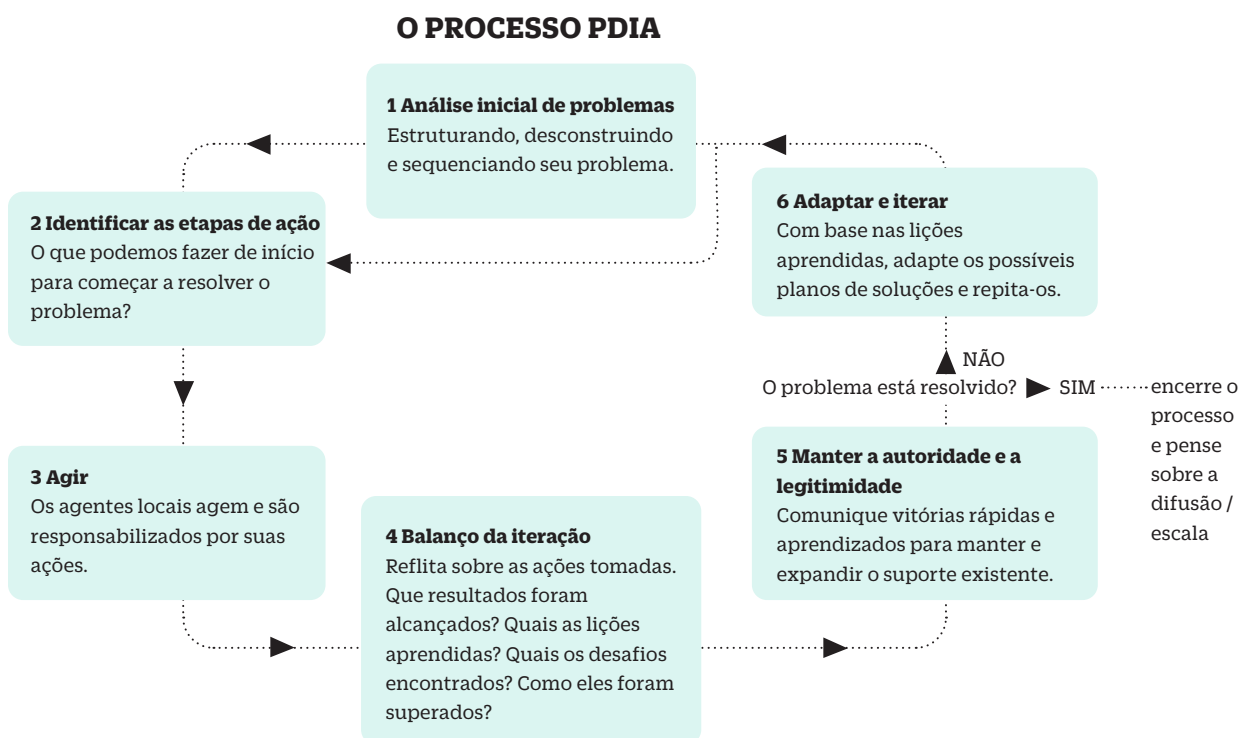 O PROCESSO PDIA
1 Análise inicial de problemas
Estruturando, desconstruindo
e sequenciando seu problema.
2 Identificar as etapas de ação
O que podemos fazer de início
para começar a resolver o
problema?
3 Agir
Os agentes locais agem e são
responsabilizados por suas
ações.
4 Balanço da iteração
Reflita sobre as ações tomadas.
Que resultados foram
alcançados? Quais as lições
aprendidas? Quais os desafios
encontrados? Como eles foram
superados?
5 Manter a autoridade e a
legitimidade
Comunique vitórias rápidas e
aprendizados para manter e
expandir o suporte existente.
O problema está resolvido?
SIM
encerre o
processo
e pense
sobre a
difusão /
escala
NÃO
6 Adaptar e iterar
Com base nas lições
aprendidas, adapte os possíveis
planos de soluções e repita-os.